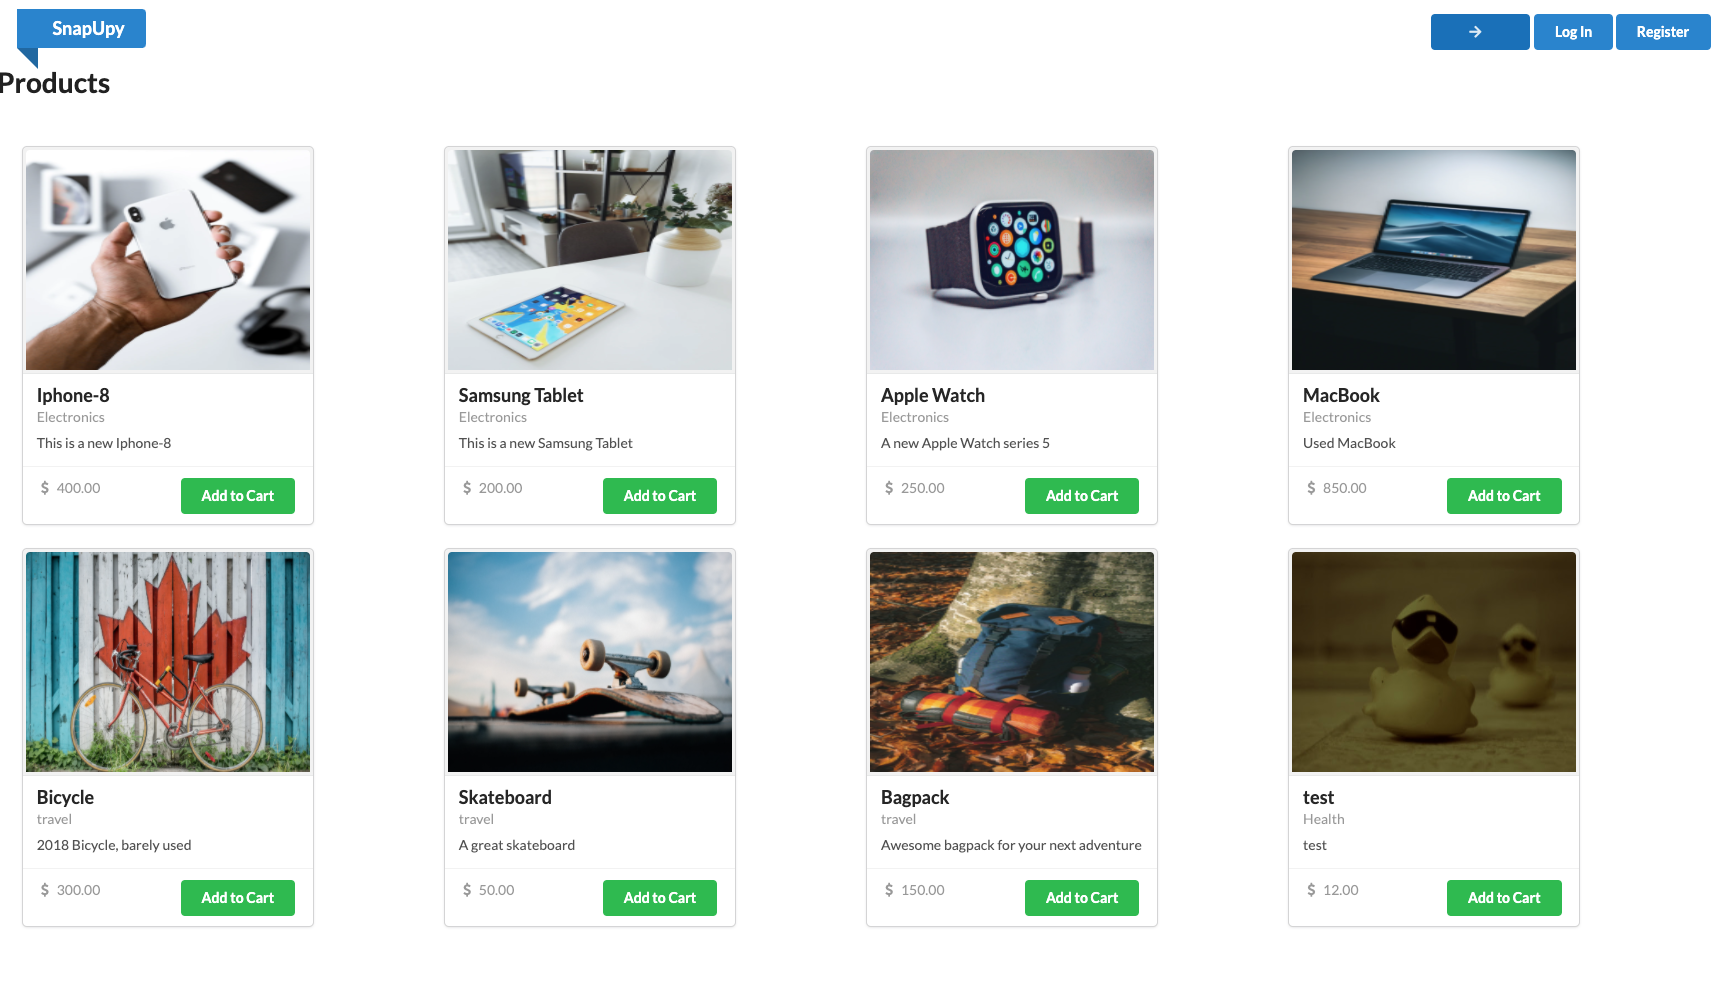 SnapUpy
Log In
Register
Products
Iphone-8
Electronics
This is a new Iphone-8
$ 400.00
Add to Cart
Samsung Tablet
Electronics
This is a new Samsung Tablet
$ 200.00
Add to Cart
Apple Watch
Electronics
A new Apple Watch series 5
$ 250.00
Add to Cart
MacBook
Electronics
Used MacBook
$ 850.00
Add to Cart
Bicycle
travel
2018 Bicycle, barely used
$ 300.00
Add to Cart
Skateboard
travel
A great skateboard
$ 50.00
Add to Cart
Bagpack
travel
Awesome bagpack for your next adventure
$ 150.00
Add to Cart
test
Health
test
$ 12.00
Add to Cart